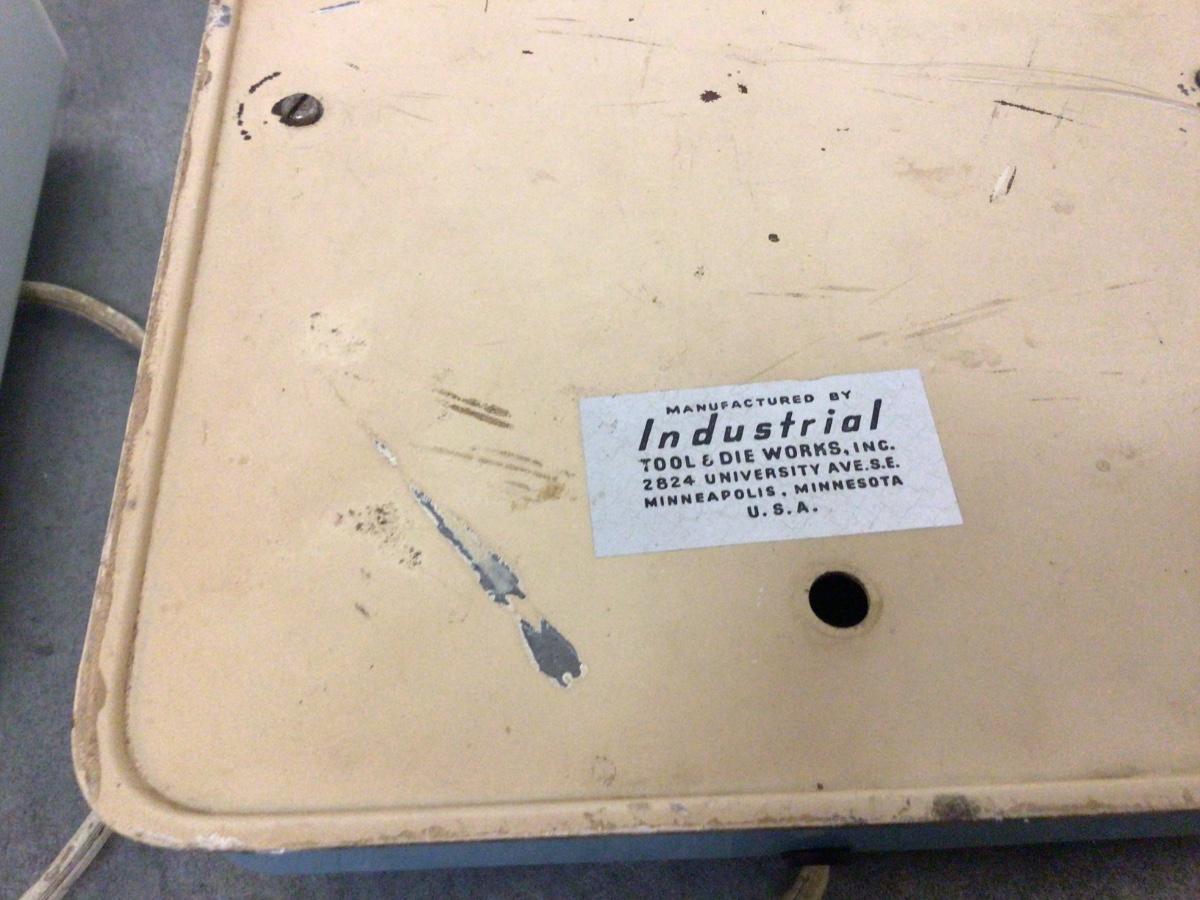 MANUFACTURED BY
Industrial
TOOL & DIE WORKS, INC.
2824 UNIVERSITY AVE.S.E.
MINNEAPOLIS, MINNESOTA
U.S.A.